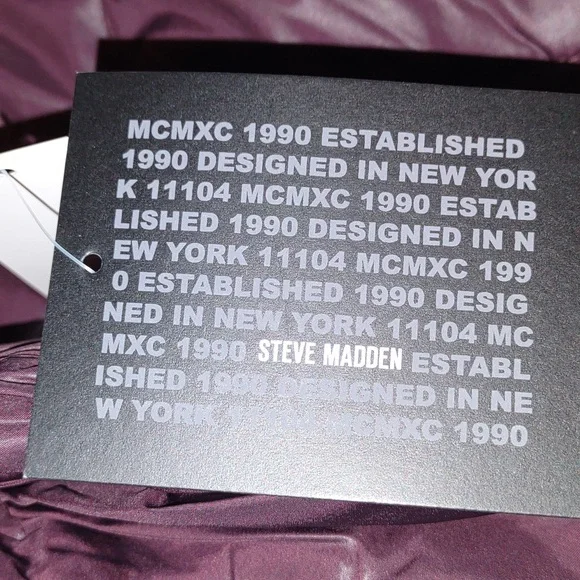 MCMXC 1990 ESTABLISHED
1990 DESIGNED IN NEW YOR
K 11104 MCMXC 1990 ESTAB
LISHED 1990 DESIGNED IN N
EW YORK 11104 MCMXC 199
0 ESTABLISHED 1990 DESIG
NED IN NEW YORK 11104 MC
MXC 1990 STEVE MADDEN ESTABL
ISHED 1990 DESIGNED IN NE
W YORK MCMXC 1990